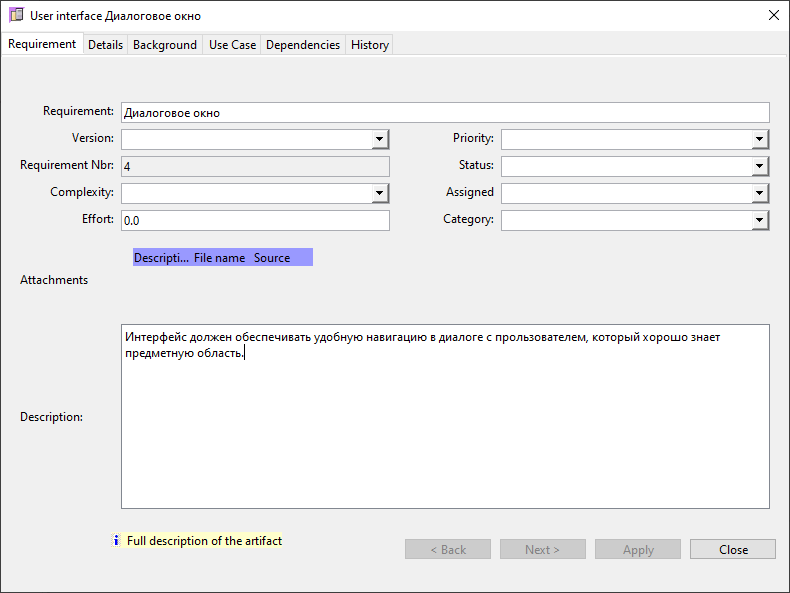 User interface Диалоговое окно
Requirement Details Background Use Case Dependencies History
Requirement: Диалоговое окно
Version: Priority:
Requirement Nbr: 4 Status:
Complexity: Assigned
Effort: 0.0 Category:
Descripti... File name Source
Attachments
Интерфейс должен обеспечивать удобную навигацию в диалоге с прользователем, который хорошо знает
предметную область.
Description:
i Full description of the artifact
< Back Next > Apply Close